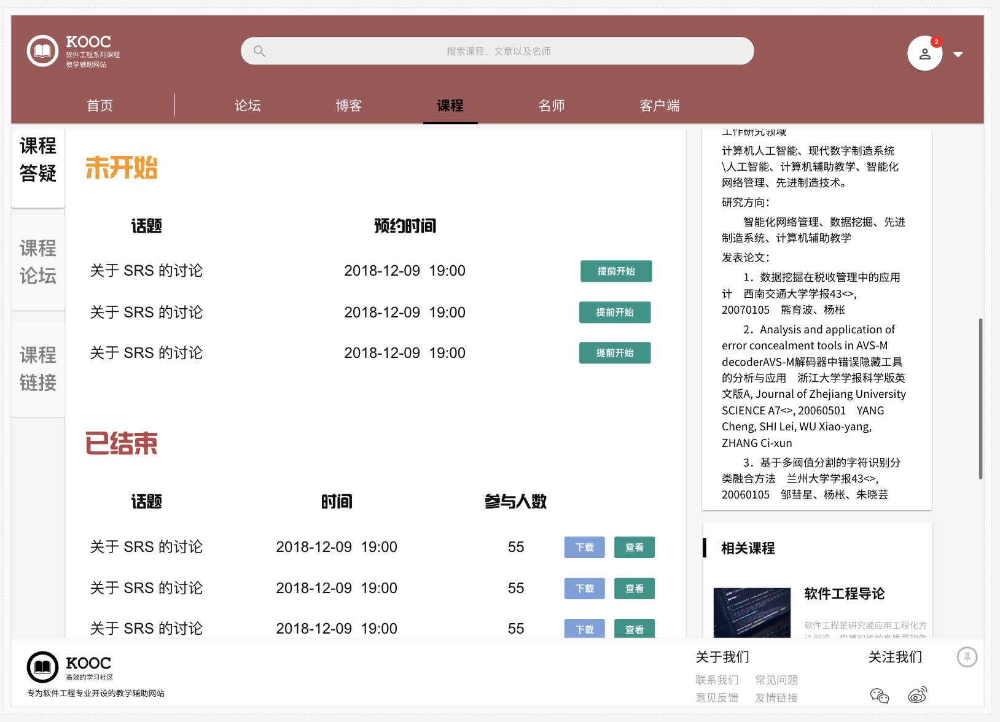 KOOC
软件工程系列课程
教学辅助网站
搜索课程、文章以及名师
2
首页
论坛
博客
课程
名师
客户端
课程
答疑
课程
论坛
课程
链接
未开始
话题 预约时间
关于 SRS 的讨论 2018-12-09 19:00 提前开始
关于 SRS 的讨论 2018-12-09 19:00 提前开始
关于 SRS 的讨论 2018-12-09 19:00 提前开始
已结束
话题 时间 参与人数
关于 SRS 的讨论 2018-12-09 19:00 55 下载 查看
关于 SRS 的讨论 2018-12-09 19:00 55 下载 查看
关于 SRS 的讨论 2018-12-09 19:00 55 下载 查看
工作研究领域
计算机人工智能、现代数字制造系统
\人工智能、计算机辅助教学、智能化
网络管理、先进制造技术。
研究方向：
智能化网络管理、数据挖掘、先进
制造系统、计算机辅助教学
发表论文：
1．数据挖掘在税收管理中的应用
计　西南交通大学学报43<>,
20070105　熊育波、杨枨
2．Analysis and application of
error concealment tools in AVS-M
decoderAVS-M解码器中错误隐藏工具
的分析与应用　浙江大学学报科学版英
文版A, Journal of Zhejiang University
SCIENCE A7<>, 20060501　YANG
Cheng, SHI Lei, WU Xiao-yang,
ZHANG Ci-xun
3．基于多阀值分割的字符识别分
类融合方法　兰州大学学报43<>,
20060105　邹彗星、杨枨、朱晓芸
相关课程
软件工程导论
软件工程是研究或应用工程化方
法创造、构建和维护高质量软件
KOOC
高效的学习社区
专为软件工程专业开设的教学辅助网站
关于我们
联系我们 常见问题
意见反馈 友情链接
关注我们